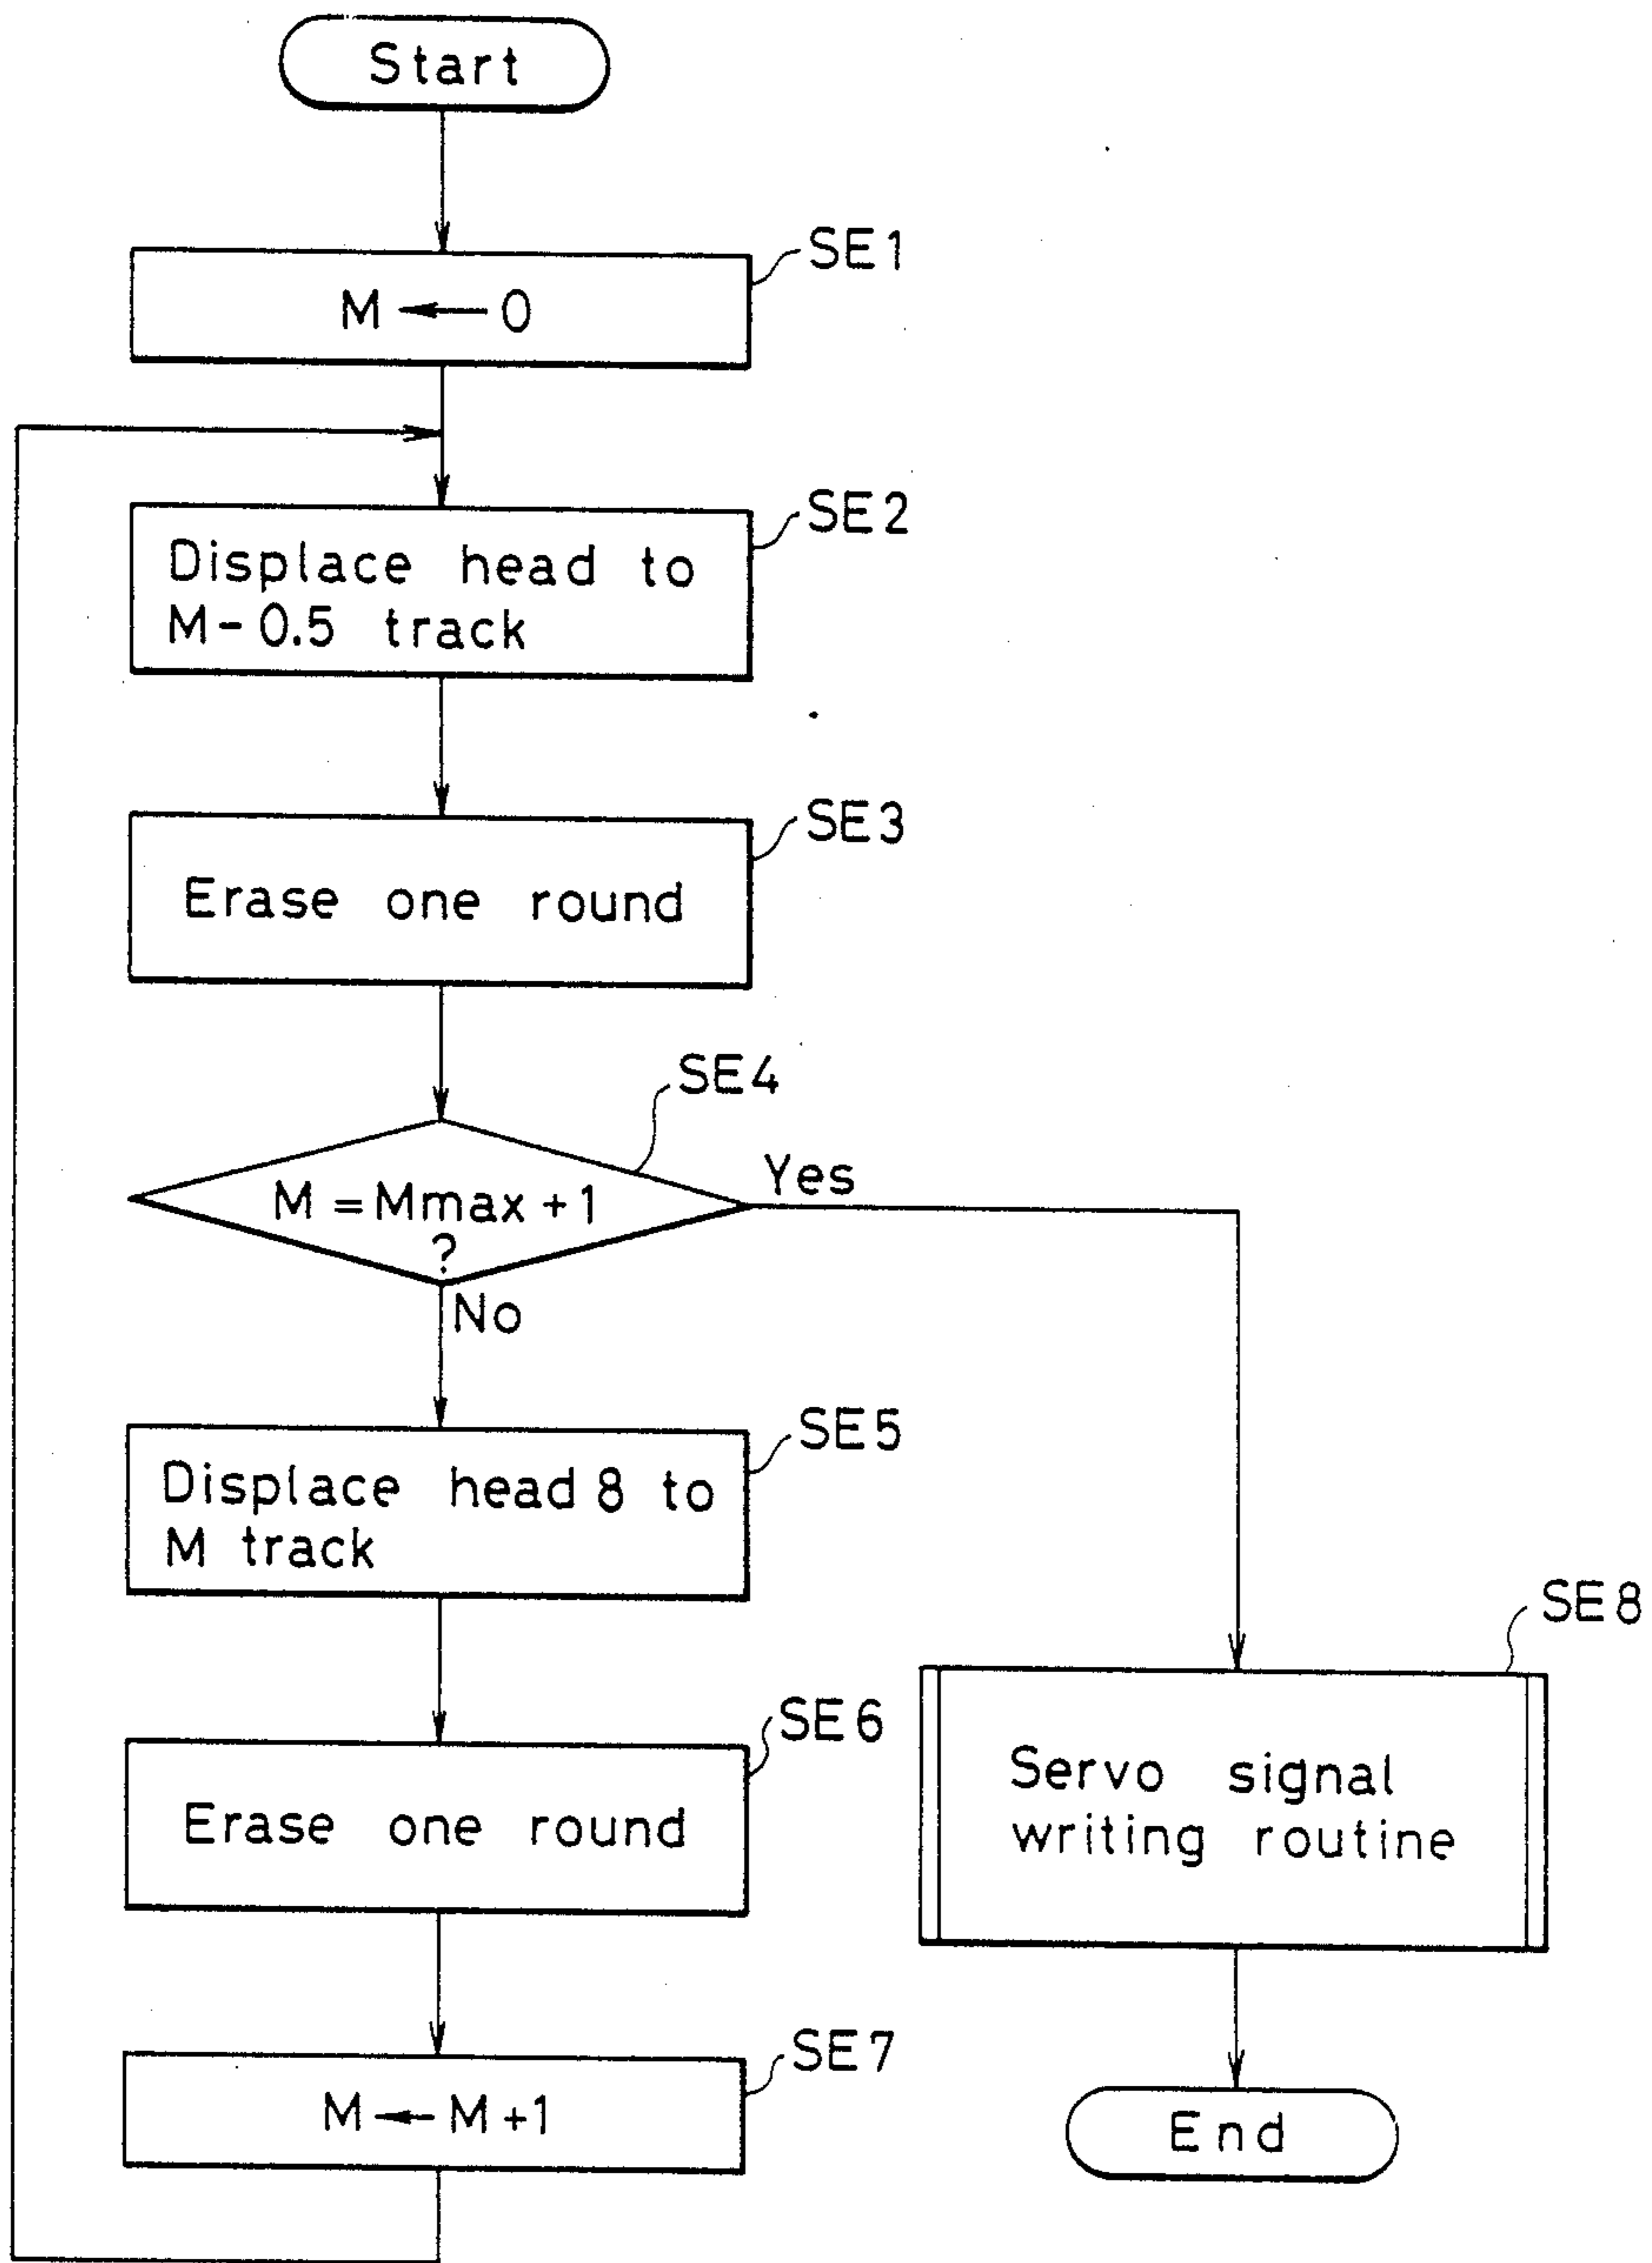 Start
SE1
M ← 0
SE2
Displace head to
M-0.5 track
SE3
Erase one round
SE4
M = Mmax + 1
?
Yes
No
SE5
Displace head 8 to
M track
SE6
Erase one round
SE7
M ← M + 1
SE8
Servo signal
writing routine
End